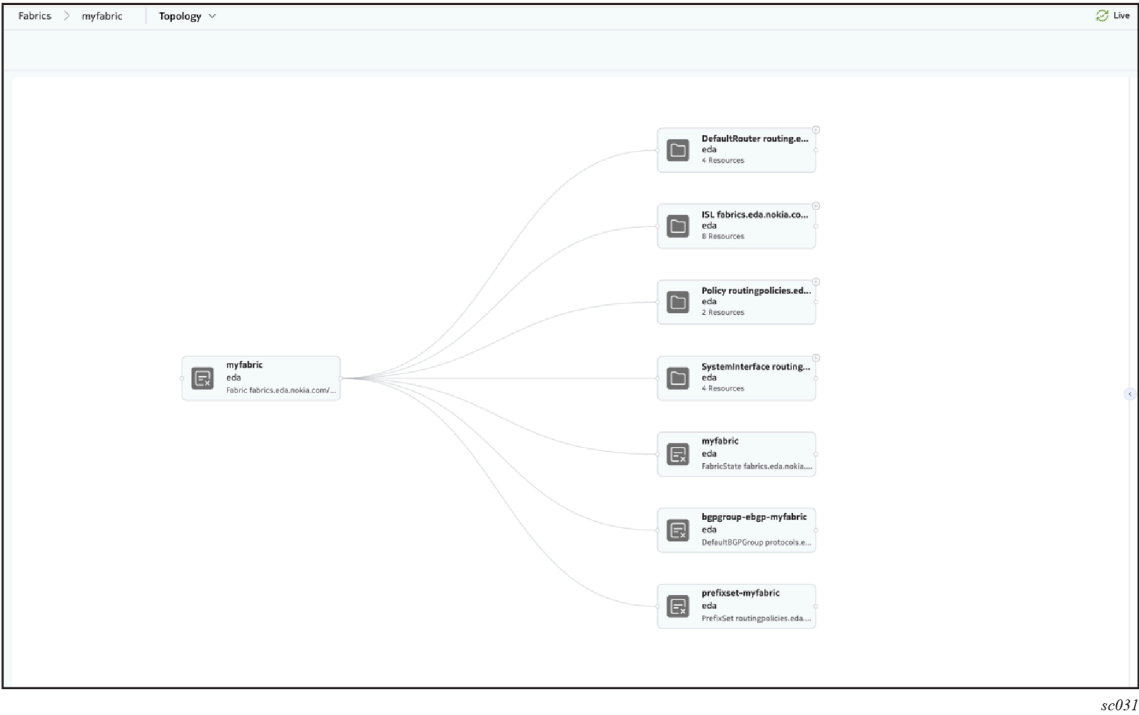 Fabrics
myfabric
Topology
Live
DefaultRouter routing.e...
eda
4 Resources
ISL fabrics.eda.nokia.co...
eda
8 Resources
Policy routingpolicies.ed...
eda
2 Resources
myfabric
eda
Fabric fabrics.eda.nokia.com/...
SystemInterface routing...
eda
4 Resources
myfabric
eda
FabricState fabrics.eda.nokia....
bgpgroup-ebgp-myfabric
eda
DefaultBGPGroup protocols.e...
prefixset-myfabric
eda
PrefixSet routingpolicies.eda....
sc031